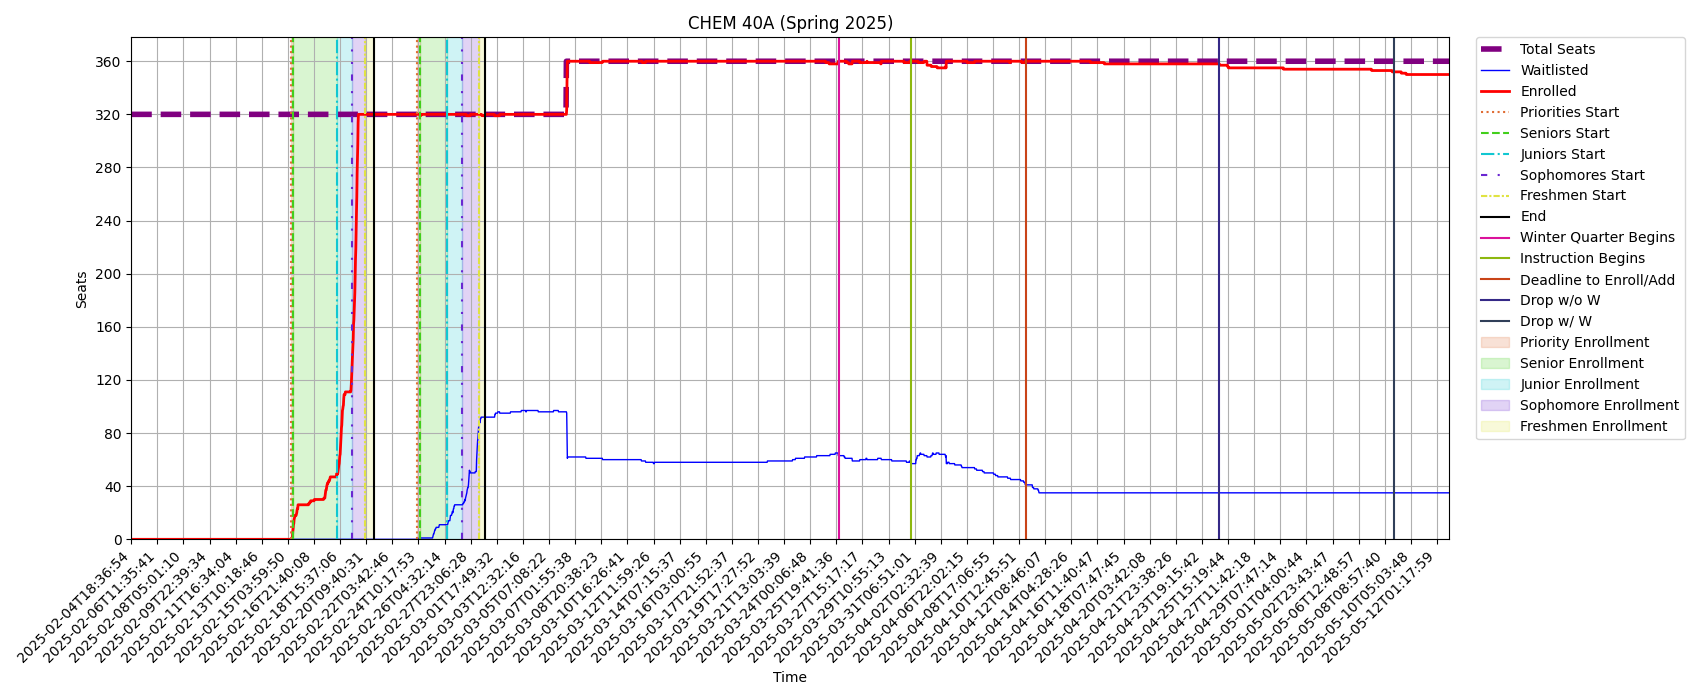 CHEM 40A (Spring 2025)
360
320
280
240
200
160
120
80
40
0
Seats
2025-02-04T18:36:54
2025-02-06T11:35:41
2025-02-08T05:01:10
2025-02-09T22:39:34
2025-02-11T16:34:04
2025-02-13T10:18:46
2025-02-15T03:59:50
2025-02-16T21:40:08
2025-02-18T15:37:06
2025-02-20T09:40:31
2025-02-22T03:42:46
2025-02-24T10:17:53
2025-02-26T04:32:14
2025-02-27T23:06:28
2025-03-01T17:49:32
2025-03-03T12:32:16
2025-03-05T07:08:22
2025-03-07T01:55:38
2025-03-08T20:38:23
2025-03-10T16:26:41
2025-03-12T11:59:26
2025-03-14T07:15:37
2025-03-16T03:00:55
2025-03-17T21:52:37
2025-03-19T17:27:52
2025-03-21T13:03:39
2025-03-24T00:06:48
2025-03-25T19:41:36
2025-03-27T15:17:17
2025-03-29T10:55:13
2025-03-31T06:51:01
2025-04-02T02:32:39
2025-04-06T22:02:15
2025-04-08T17:06:55
2025-04-10T12:45:51
2025-04-12T08:46:07
2025-04-14T04:28:26
2025-04-16T11:40:47
2025-04-18T07:47:45
2025-04-20T03:42:08
2025-04-21T23:38:26
2025-04-23T19:15:42
2025-04-25T15:19:44
2025-04-27T11:42:18
2025-04-29T07:47:14
2025-05-01T04:00:44
2025-05-02T23:43:47
2025-05-06T12:48:57
2025-05-08T08:57:40
2025-05-10T05:03:48
2025-05-12T01:17:59
Time
Total Seats
Waitlisted
Enrolled
Priorities Start
Seniors Start
Juniors Start
Sophomores Start
Freshmen Start
End
Winter Quarter Begins
Instruction Begins
Deadline to Enroll/Add
Drop w/o W
Drop w/ W
Priority Enrollment
Senior Enrollment
Junior Enrollment
Sophomore Enrollment
Freshmen Enrollment